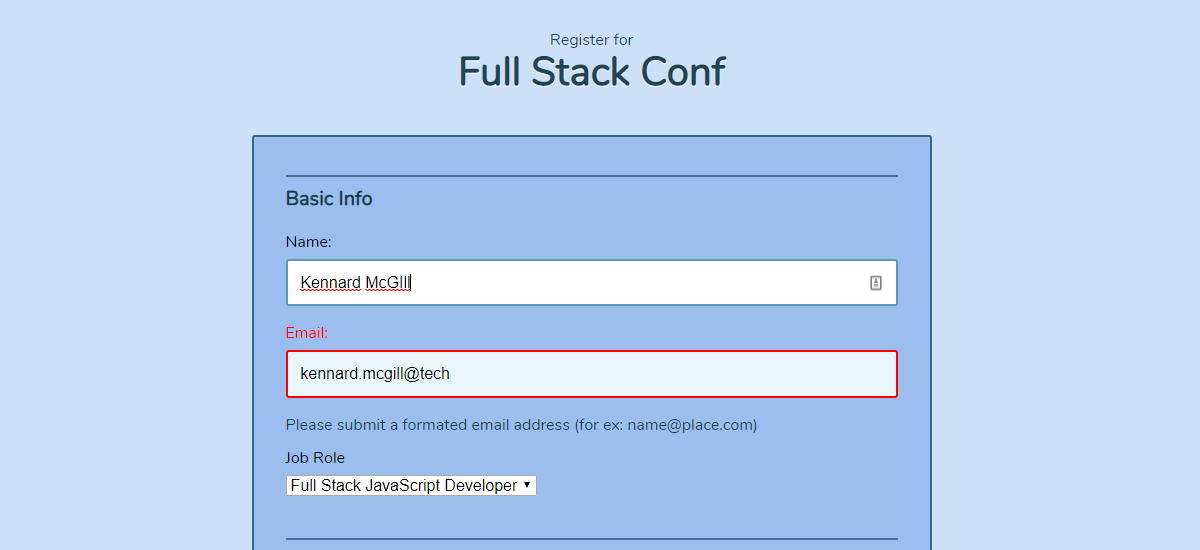 Register for
Full Stack Conf
Basic Info
Name:
Kennard McGIll
Email:
kennard.mcgill@tech
Please submit a formated email address (for ex: name@place.com)
Job Role
Full Stack JavaScript Developer